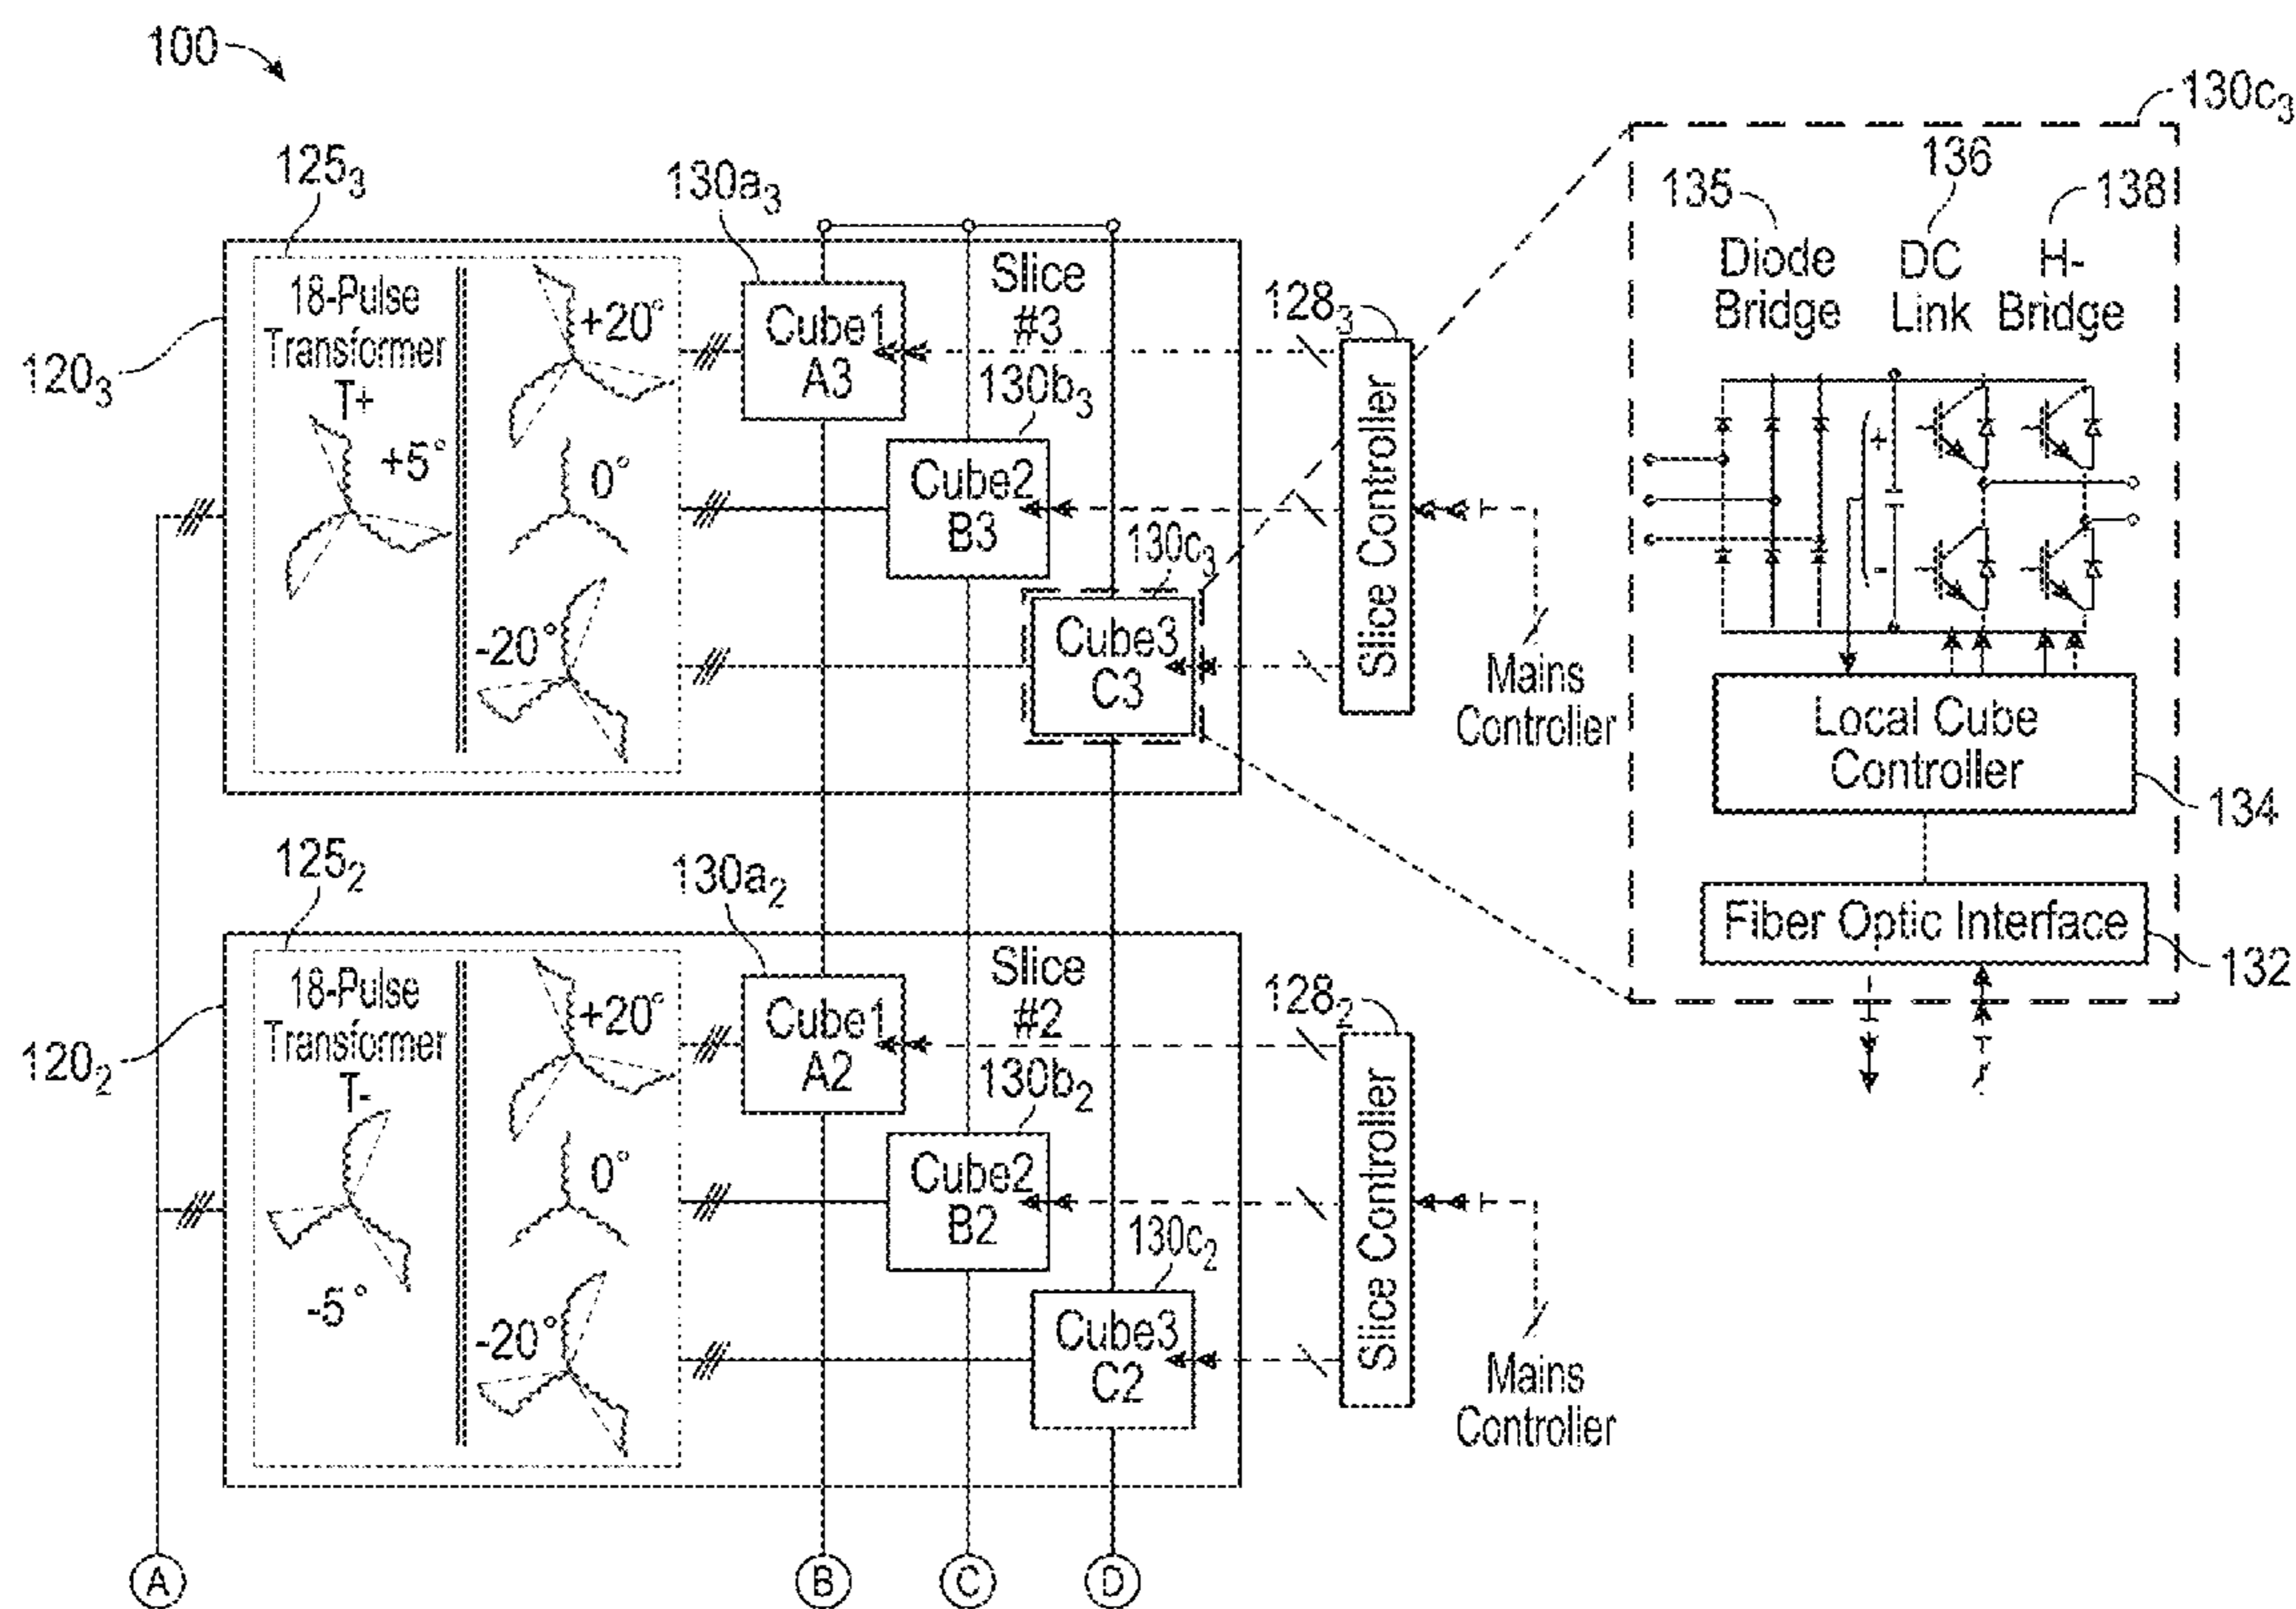 100
125₃
130a₃
120₃
18-Pulse
Transformer
T+
+5°
+20°
0°
-20°
Cube1
A3
Slice
#3
130b₃
Cube2
B3
130c₃
Cube3
C3
128₃
Slice Controller
Mains
Controller
130c₃
135
136
138
Diode
Bridge
DC
Link
H-
Bridge
+
-
Local Cube
Controller
134
Fiber Optic Interface
132
125₂
130a₂
120₂
18-Pulse
Transformer
T-
-5°
+20°
0°
-20°
Cube1
A2
Slice
#2
130b₂
Cube2
B2
130c₂
Cube3
C2
128₂
Slice Controller
Mains
Controller
A
B
C
D